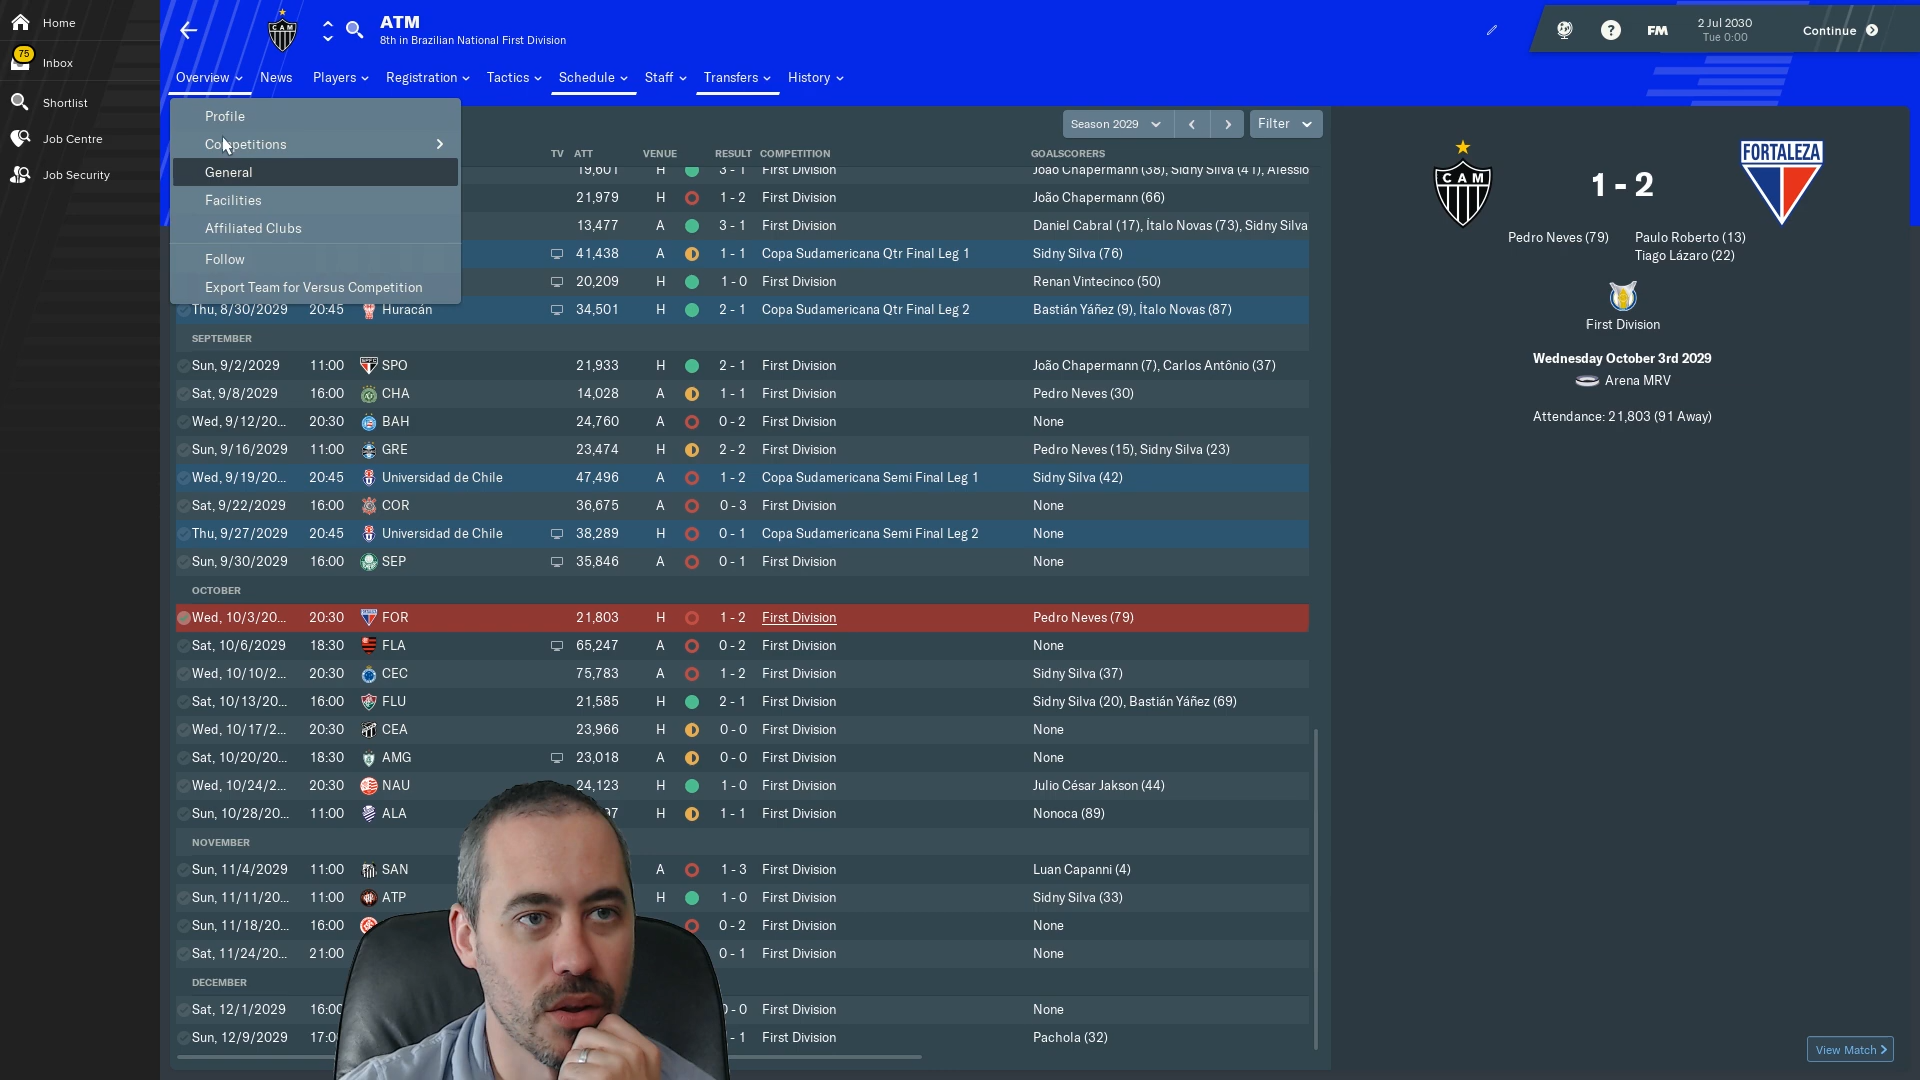 Home
75
Inbox
Shortlist
Job Centre
Job Security
CAM
ATM
8th in Brazilian National First Division
?
FM
2 Jul 2030
Tue 0:00
Continue
Overview News Players Registration Tactics Schedule Staff Transfers History
Profile
Competitions
General
Facilities
Affiliated Clubs
Follow
Export Team for Versus Competition
Season 2029
Filter
TV ATT VENUE RESULT COMPETITION GOALSCORERS
19,601 H 3 - 1 First Division João Chapermann (38), Sidny Silva (41), Alessio
21,979 H 1 - 2 First Division João Chapermann (66)
13,477 A 3 - 1 First Division Daniel Cabral (17), Ítalo Novas (73), Sidny Silva
41,438 A 1 - 1 Copa Sudamericana Qtr Final Leg 1 Sidny Silva (76)
20,209 H 1 - 0 First Division Renan Vintecinco (50)
Thu, 8/30/2029 20:45 Huracán 34,501 H 2 - 1 Copa Sudamericana Qtr Final Leg 2 Bastián Yáñez (9), Ítalo Novas (87)
SEPTEMBER
Sun, 9/2/2029 11:00 SPO 21,933 H 2 - 1 First Division João Chapermann (7), Carlos Antônio (37)
Sat, 9/8/2029 16:00 CHA 14,028 A 1 - 1 First Division Pedro Neves (30)
Wed, 9/12/20... 20:30 BAH 24,760 A 0 - 2 First Division None
Sun, 9/16/2029 11:00 GRE 23,474 H 2 - 2 First Division Pedro Neves (15), Sidny Silva (23)
Wed, 9/19/20... 20:45 Universidad de Chile 47,496 A 1 - 2 Copa Sudamericana Semi Final Leg 1 Sidny Silva (42)
Sat, 9/22/2029 16:00 COR 36,675 A 0 - 3 First Division None
Thu, 9/27/2029 20:45 Universidad de Chile 38,289 H 0 - 1 Copa Sudamericana Semi Final Leg 2 None
Sun, 9/30/2029 16:00 SEP 35,846 A 0 - 1 First Division None
OCTOBER
Wed, 10/3/20... 20:30 FOR 21,803 H 1 - 2 First Division Pedro Neves (79)
Sat, 10/6/2029 18:30 FLA 65,247 A 0 - 2 First Division None
Wed, 10/10/2... 20:30 CEC 75,783 A 1 - 2 First Division Sidny Silva (37)
Sat, 10/13/20... 16:00 FLU 21,585 H 2 - 1 First Division Sidny Silva (20), Bastián Yáñez (69)
Wed, 10/17/2... 20:30 CEA 23,966 H 0 - 0 First Division None
Sat, 10/20/20... 18:30 AMG 23,018 A 0 - 0 First Division None
Wed, 10/24/2... 20:30 NAU 24,123 H 1 - 0 First Division Julio César Jakson (44)
Sun, 10/28/20... 11:00 ALA H 1 - 1 First Division Nonoca (89)
NOVEMBER
Sun, 11/4/2029 11:00 SAN A 1 - 3 First Division Luan Capanni (4)
Sun, 11/11/20... 11:00 ATP H 1 - 0 First Division Sidny Silva (33)
Sun, 11/18/20... 16:00 0 - 2 First Division None
Sat, 11/24/20... 21:00 0 - 1 First Division None
DECEMBER
Sat, 12/1/2029 16:00 - 0 First Division None
Sun, 12/9/2029 17:0 - 1 First Division Pachola (32)
CAM
1 - 2
FORTALEZA
Pedro Neves (79)
Paulo Roberto (13)
Tiago Lázaro (22)
First Division
Wednesday October 3rd 2029
Arena MRV
Attendance: 21,803 (91 Away)
View Match